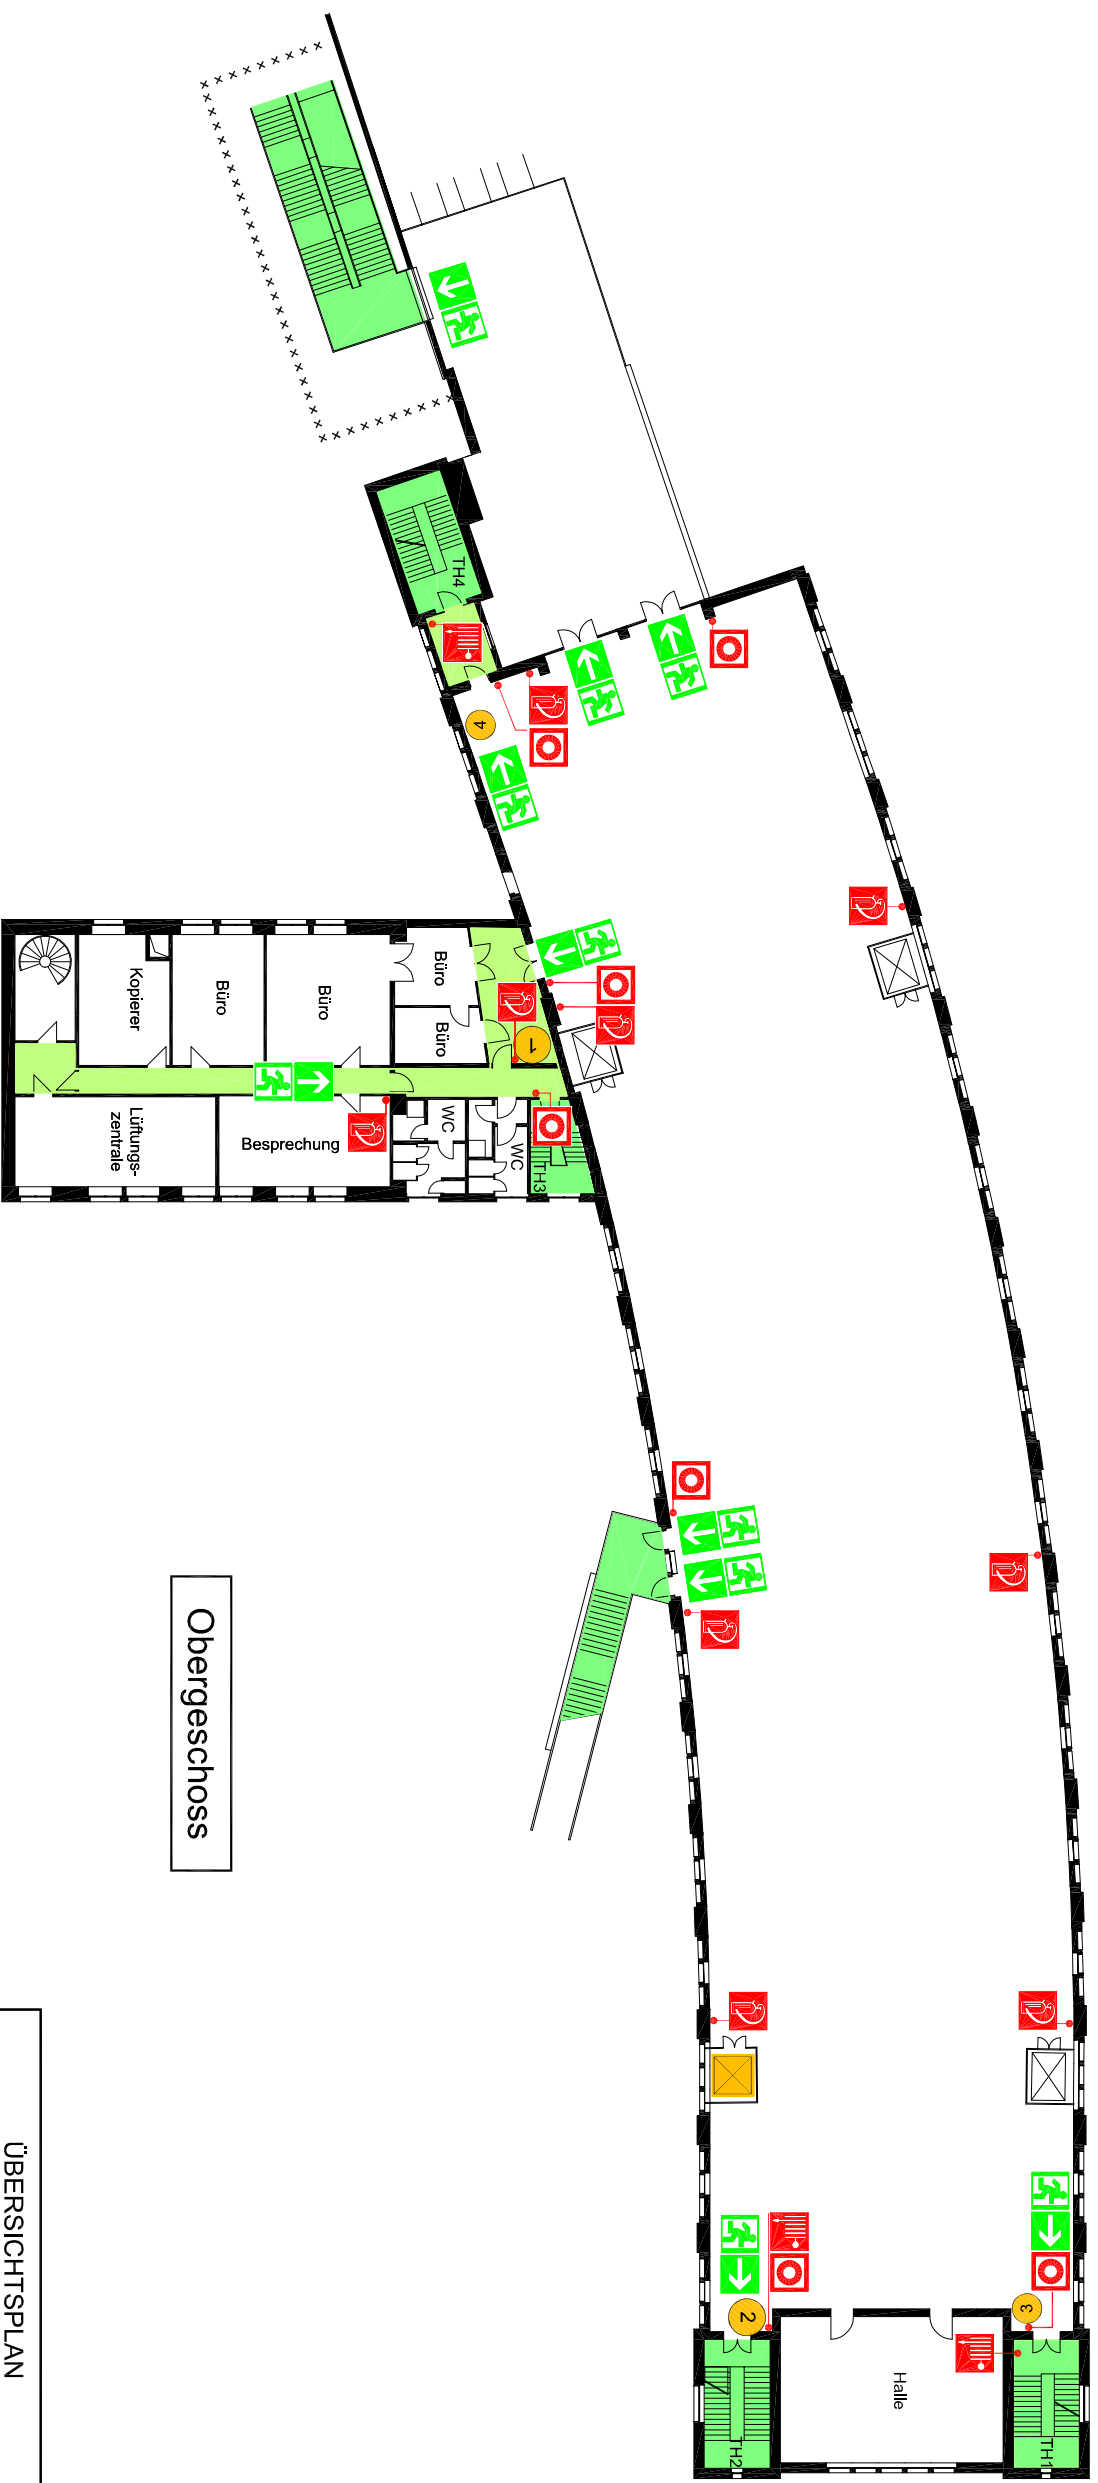 TH4
4
Büro
Büro
Büro
Büro
Kopierer
1
Besprechung
Lüftungs-
zentrale
WC
WC
TH3
Obergeschoss
2
3
Halle
TH2
TH1
ÜBERSICHTSPLAN